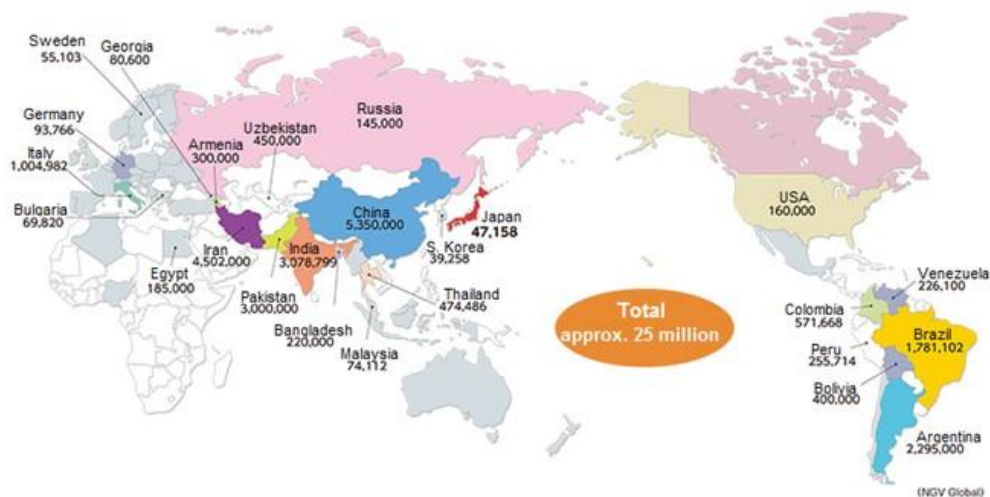 Sweden
55,103
Georgia
80,600
Germany
93,766
Italy
1,004,982
Bulgaria
69,820
Armenia
300,000
Uzbekistan
450,000
Russia
145,000
China
5,350,000
Japan
47,158
S. Korea
39,258
Iran
4,502,000
India
3,078,799
Egypt
185,000
Pakistan
3,000,000
Bangladesh
220,000
Thailand
474,486
Malaysia
74,112
Total
approx. 25 million
USA
160,000
Venezuela
226,100
Colombia
571,668
Brazil
1,781,102
Peru
255,714
Bolivia
400,000
Argentina
2,295,000
(NGV Global)